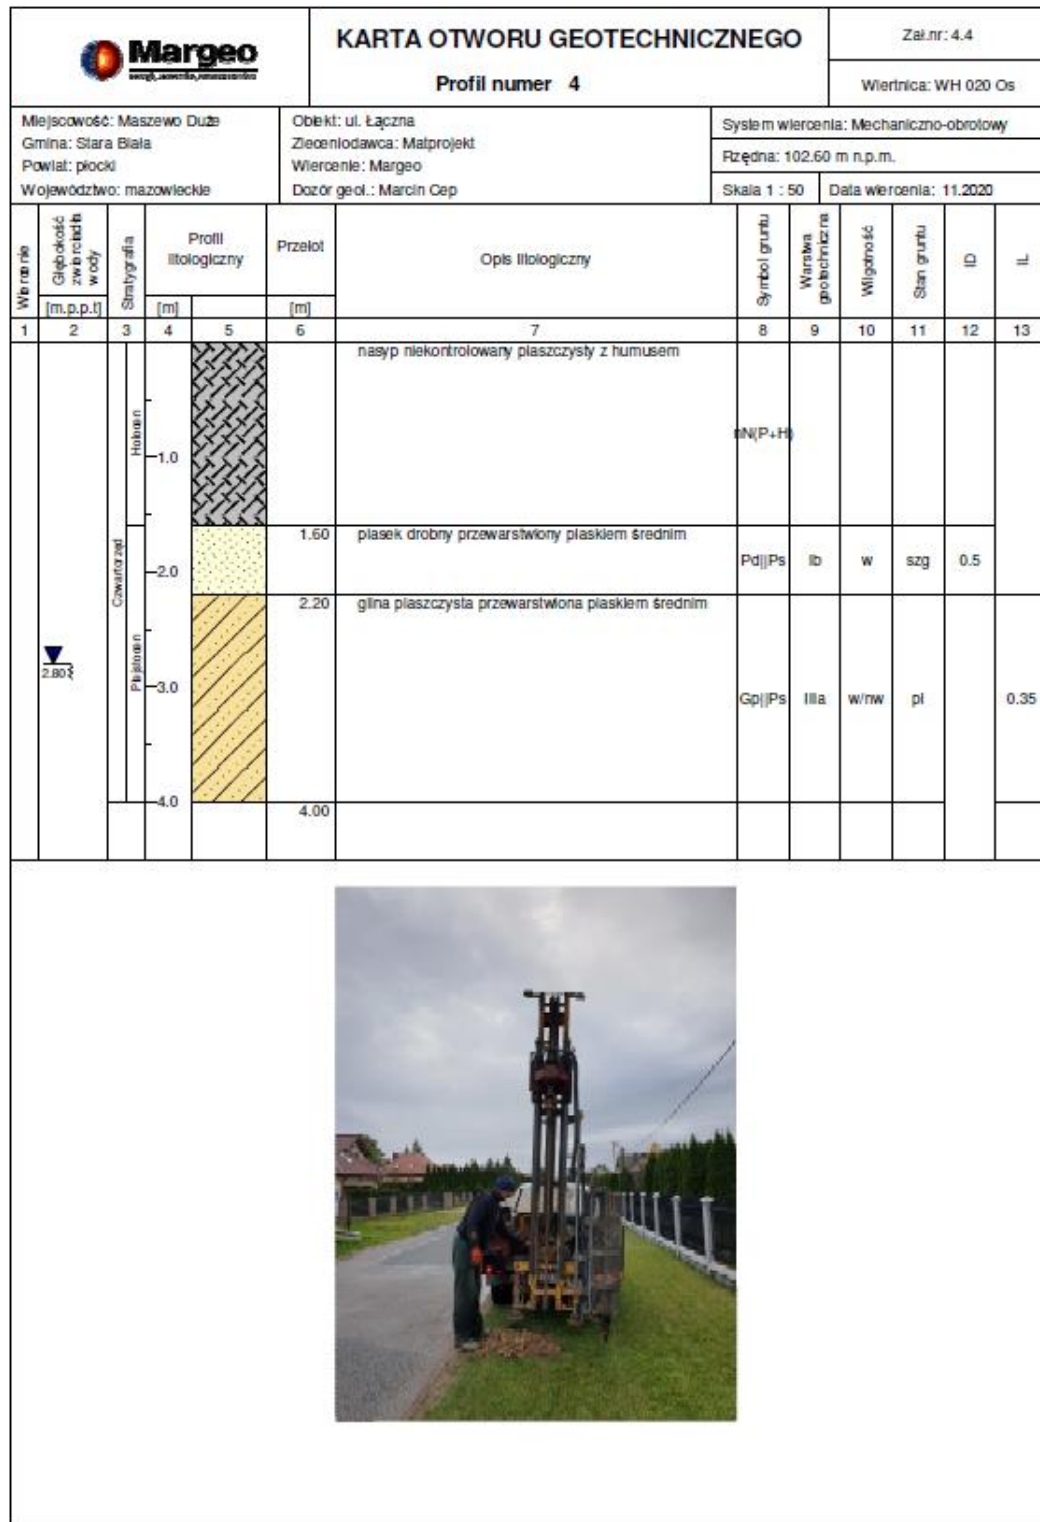 Margeo
KARTA OTWORU GEOTECHNICZNEGO
Profil numer 4
Zał.nr: 4.4
Wiertnica: WH 020 Os
Miejscowość: Maszewo Duże
Gmina: Stara Biała
Powiat: płocki
Województwo: mazowieckie
Obiekt: ul. Łączna
Zleceniodawca: Matprojekt
Wiercenie: Margeo
Dozór geol.: Marcin Cep
System wiercenia: Mechaniczno-obrotowy
Rzędna: 102.60 m n.p.m.
Skala 1 : 50 Data wiercenia: 11.2020
Wiercenie
Głębokość
zwierciadła
wody
[m.p.p.t]
Stratygrafia
Profil
litologiczny
[m]
Przelot
[m]
Opis litologiczny
Symbol gruntu
Warstwa
geotechniczna
Wilgotność
Stan gruntu
ID
IL
1 2 3 4 5 6 7 8 9 10 11 12 13
nasyp niekontrolowany piaszczysty z humusem
Holocen
1.0
nN(P+H)
1.60 piasek drobny przewarstwiony piaskiem średnim
Czwartorzęd
2.0
Pd||Ps Ib w szg 0.5
2.20 glina piaszczysta przewarstwiona piaskiem średnim
Plejstocen
2.80
3.0
Gp||Ps IIIa w/nw pl 0.35
4.0
4.00